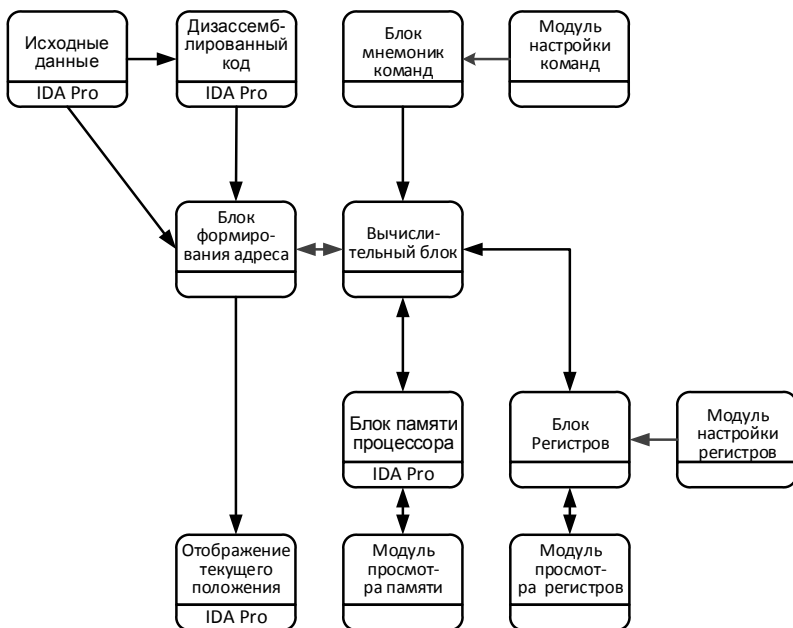 Исходные
данные
IDA Pro
Дизассемб-
лированный
код
IDA Pro
Блок
мнемоник
команд
Модуль
настройки
команд
Блок
формиро-
вания адреса
Вычисли-
тельный блок
Блок памяти
процессора
IDA Pro
Блок
Регистров
Модуль
настройки
регистров
Отображение
текущего
положения
IDA Pro
Модуль
просмот-
ра памяти
Модуль
просмот-
ра регистров